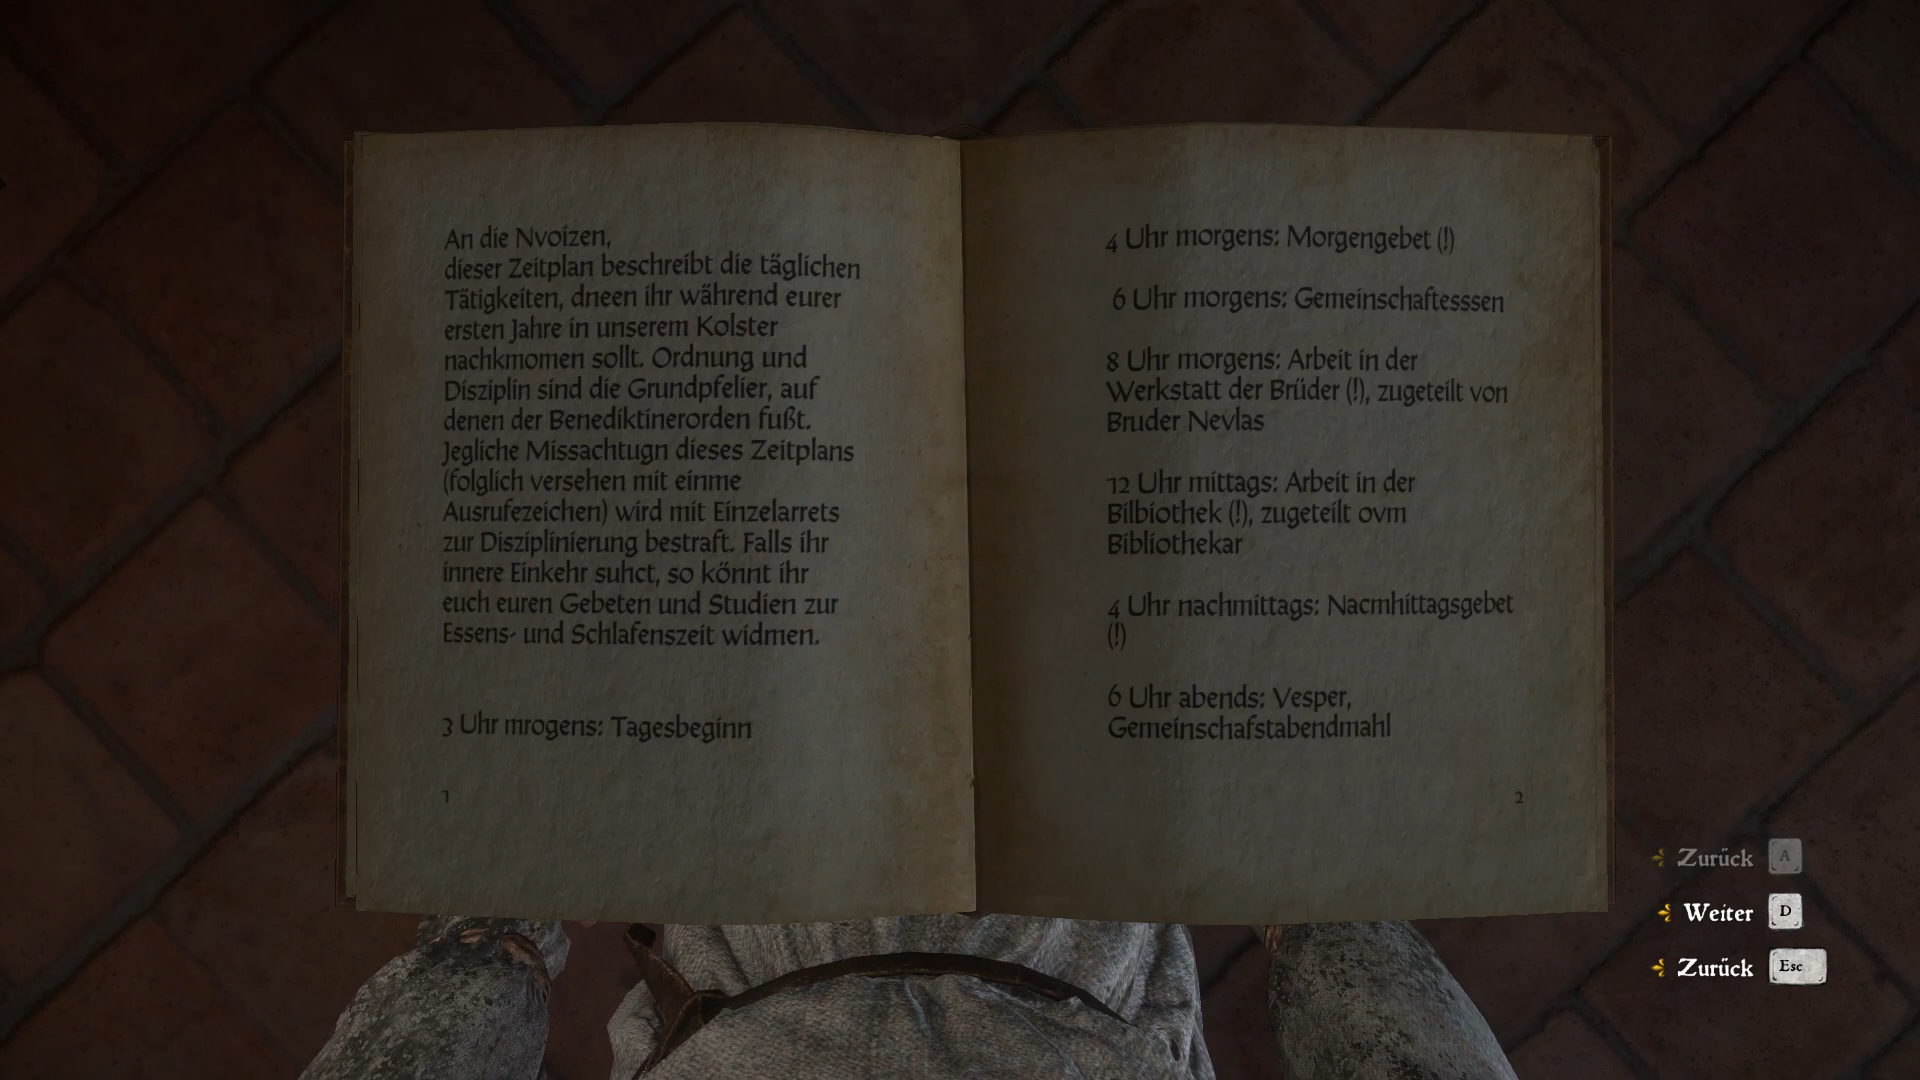 An die Nvoizen,
dieser Zeitplan beschreibt die täglichen
Tätigkeiten, dneen ihr während eurer
ersten Jahre in unserem Kolster
nachkmomen sollt. Ordnung und
Disziplin sind die Grundpfelier, auf
denen der Benediktinerorden fußt.
Jegliche Missachtugn dieses Zeitplans
(folglich versehen mit einme
Ausrufezeichen) wird mit Einzelarrets
zur Disziplinierung bestraft. Falls ihr
innere Einkehr suhct, so könnt ihr
euch euren Gebeten und Studien zur
Essens- und Schlafenszeit widmen.
3 Uhr mrogens: Tagesbeginn
1
4 Uhr morgens: Morgengebet (!)
6 Uhr morgens: Gemeinschaftesssen
8 Uhr morgens: Arbeit in der
Werkstatt der Brüder (!), zugeteilt von
Bruder Nevlas
12 Uhr mittags: Arbeit in der
Bilbiothek (!), zugeteilt ovm
Bibliothekar
4 Uhr nachmittags: Nacmhittagsgebet
(!)
6 Uhr abends: Vesper,
Gemeinschafstabendmahl
2
Zurück A
Weiter D
Zurück Esc